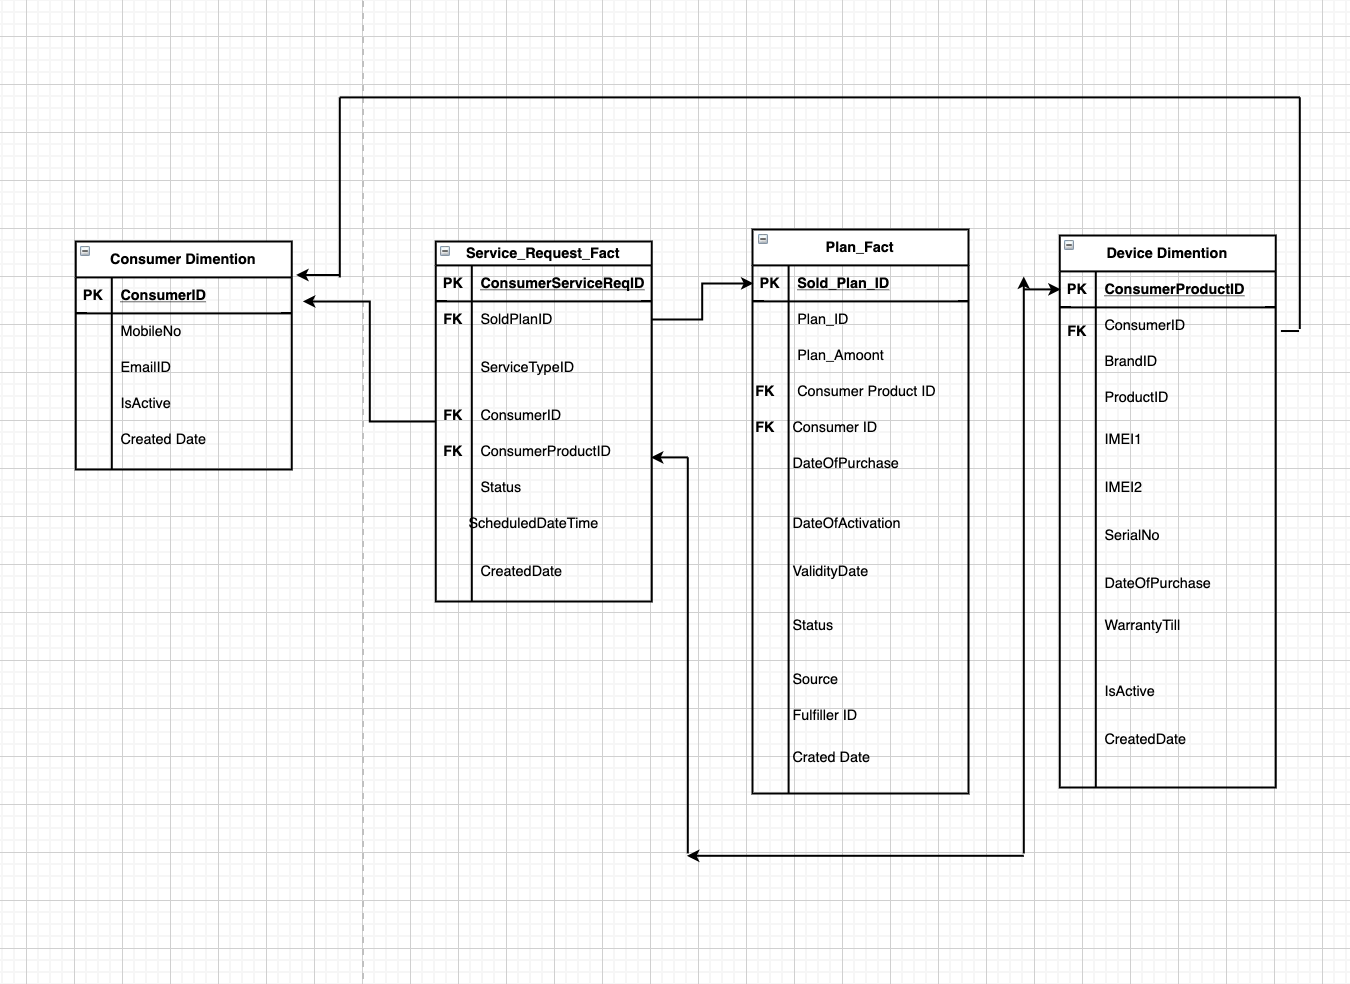 Consumer Dimention
PK ConsumerID
MobileNo
EmailID
IsActive
Created Date
Service_Request_Fact
PK ConsumerServiceReqID
FK SoldPlanID
ServiceTypeID
FK ConsumerID
FK ConsumerProductID
Status
ScheduledDateTime
CreatedDate
Plan_Fact
PK Sold_Plan_ID
Plan_ID
Plan_Amoont
FK Consumer Product ID
FK Consumer ID
DateOfPurchase
DateOfActivation
ValidityDate
Status
Source
Fulfiller ID
Crated Date
Device Dimention
PK ConsumerProductID
FK ConsumerID
BrandID
ProductID
IMEI1
IMEI2
SerialNo
DateOfPurchase
WarrantyTill
IsActive
CreatedDate